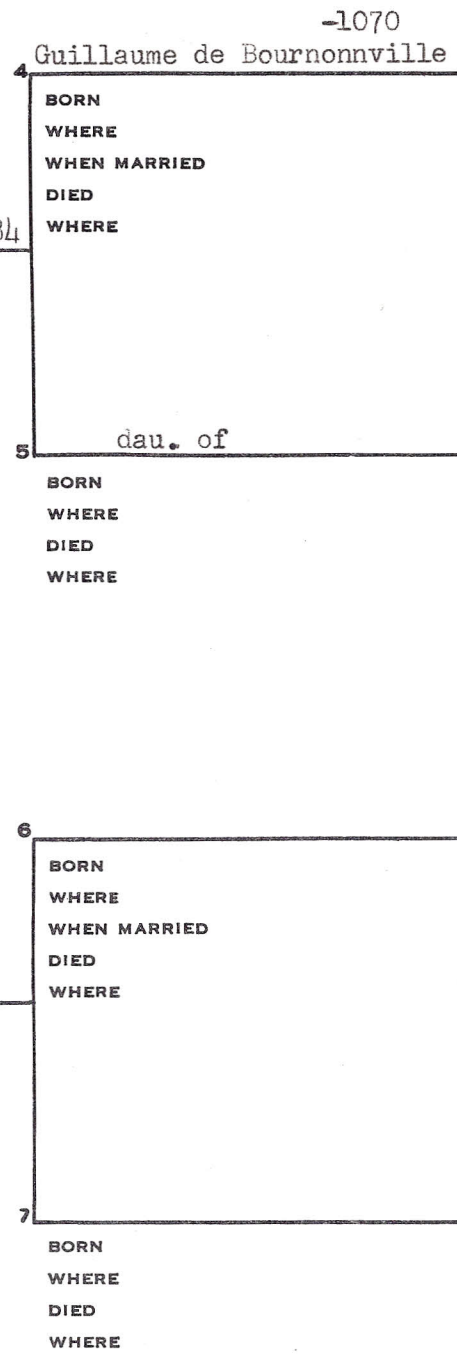 -1070
Guillaume de Bournonnville
4
BORN
WHERE
WHEN MARRIED
DIED
WHERE
84
dau. of
5
BORN
WHERE
DIED
WHERE
6
BORN
WHERE
WHEN MARRIED
DIED
WHERE
7
BORN
WHERE
DIED
WHERE